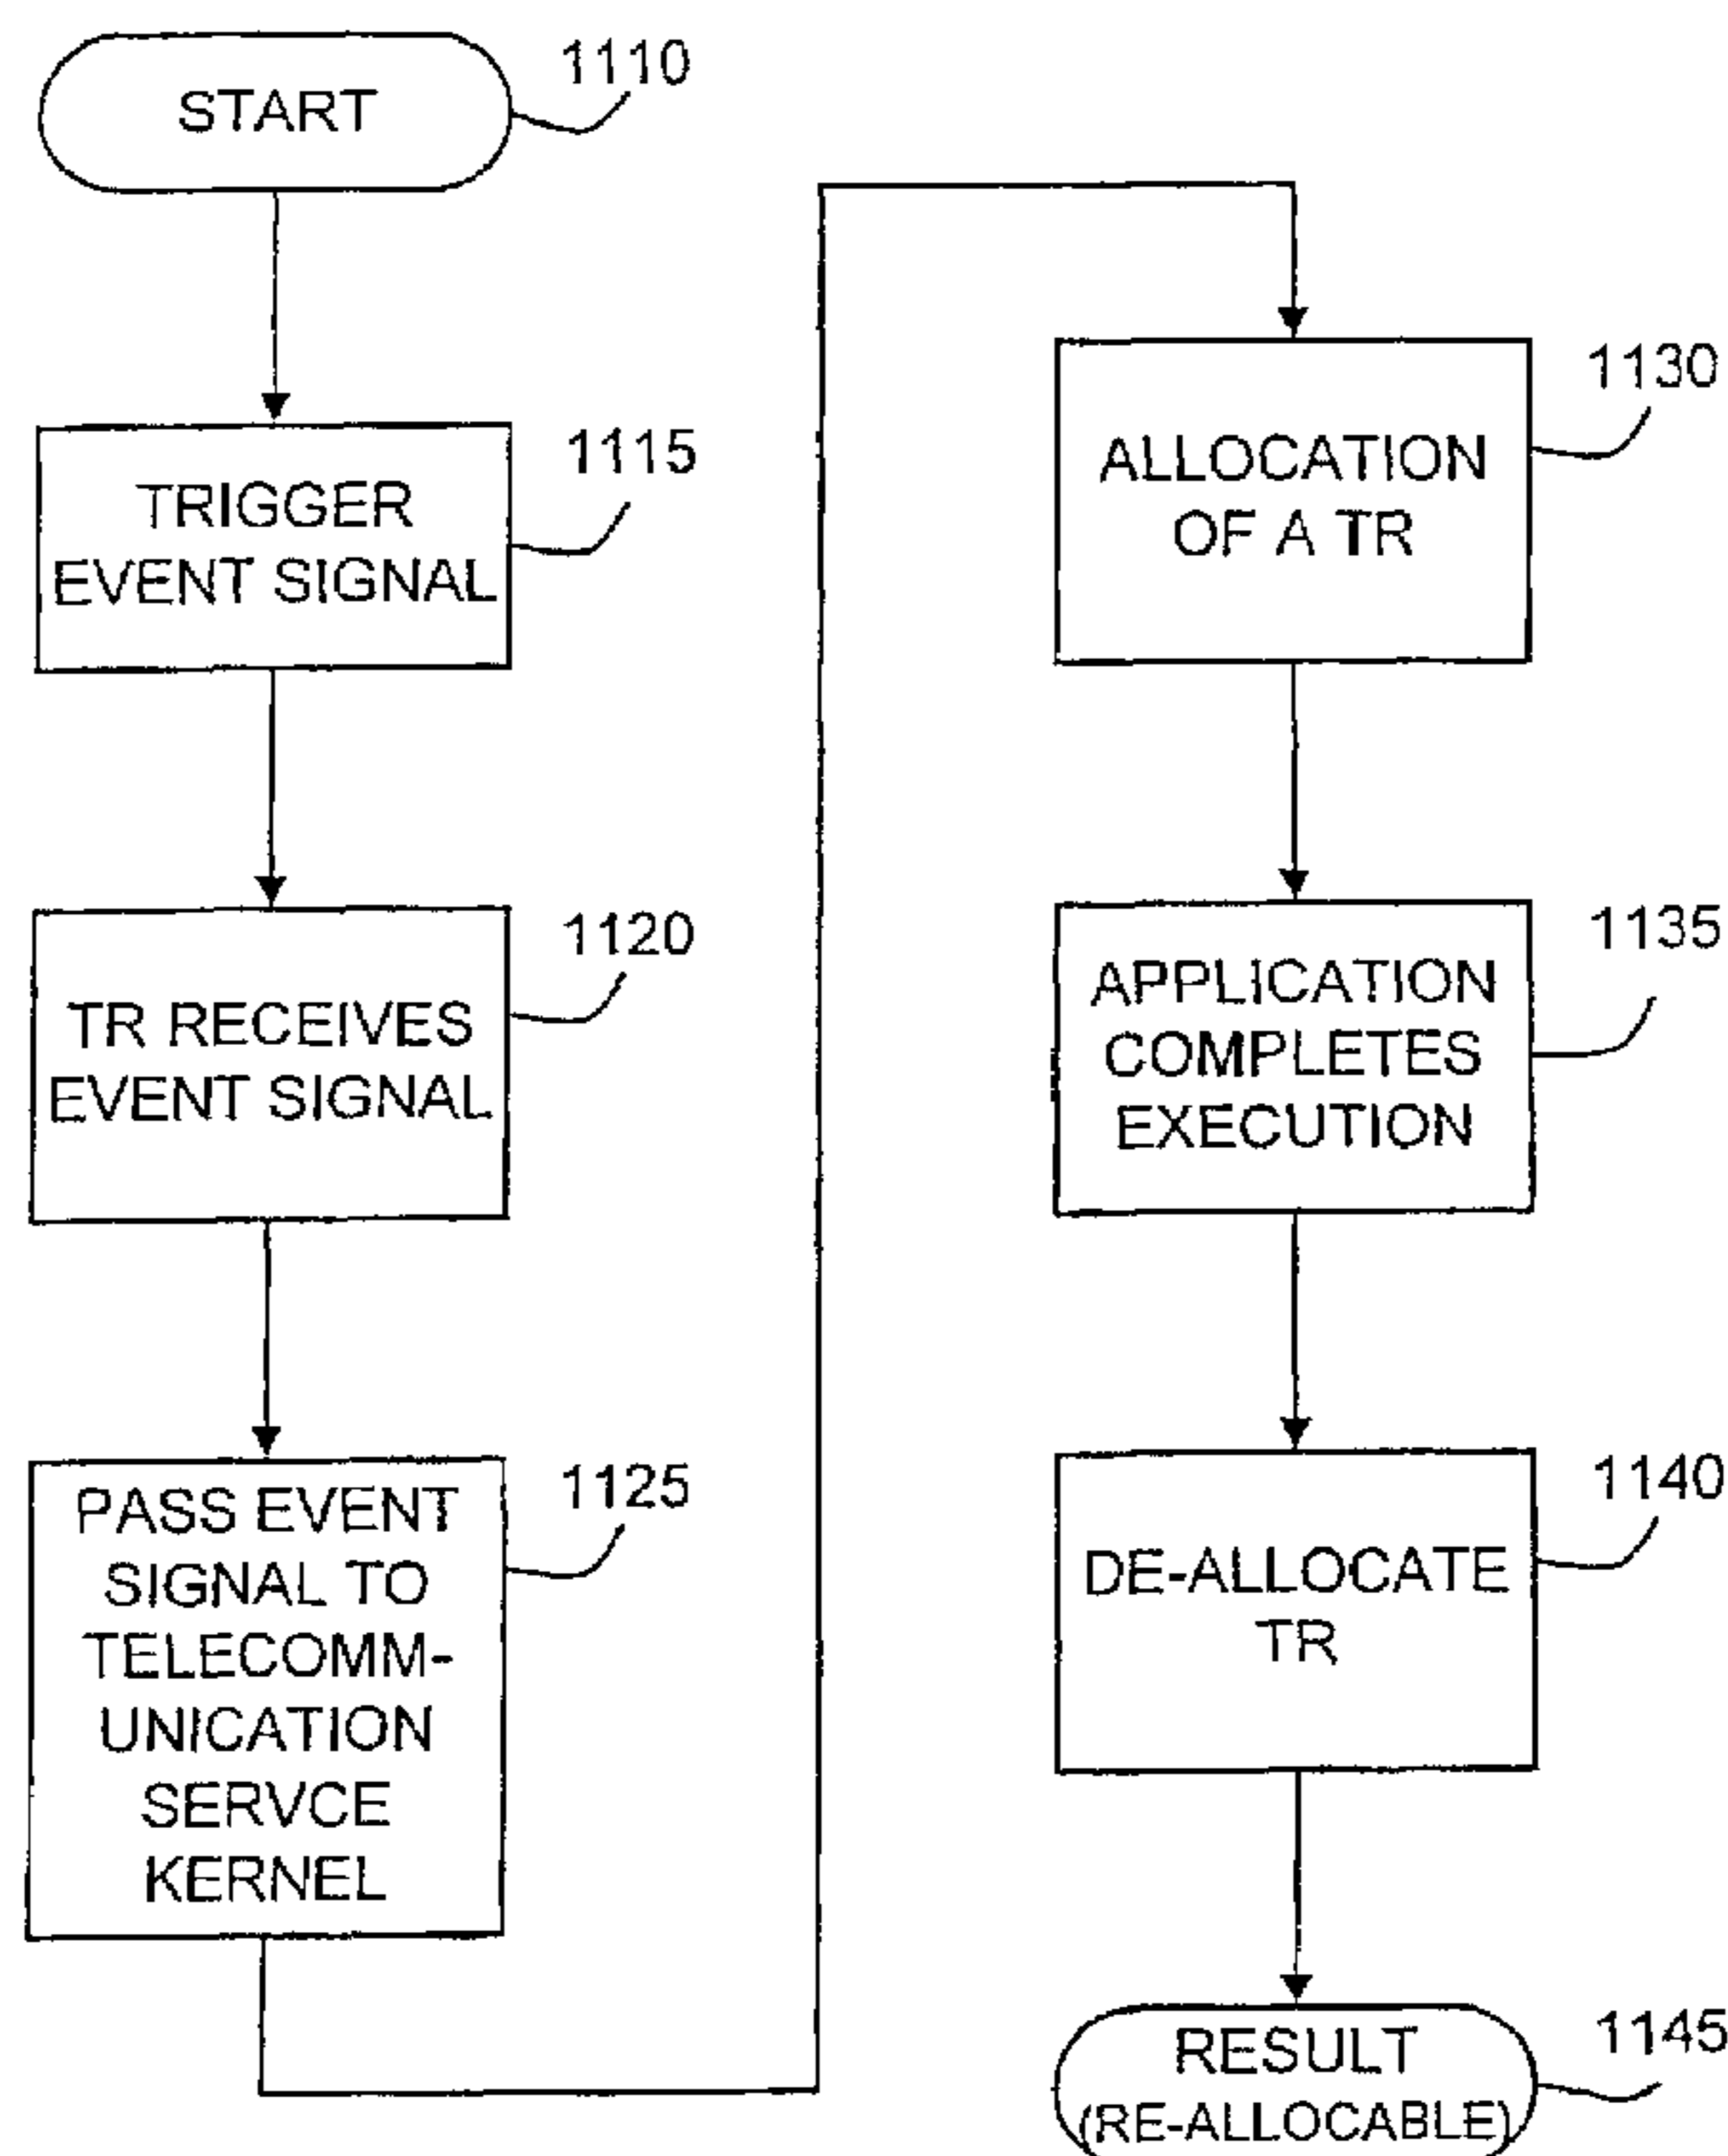 START
1110
TRIGGER
EVENT SIGNAL
1115
TR RECEIVES
EVENT SIGNAL
1120
PASS EVENT
SIGNAL TO
TELECOMM-
UNICATION
SERVCE
KERNEL
1125
ALLOCATION
OF A TR
1130
APPLICATION
COMPLETES
EXECUTION
1135
DE-ALLOCATE
TR
1140
RESULT
(RE-ALLOCABLE)
1145